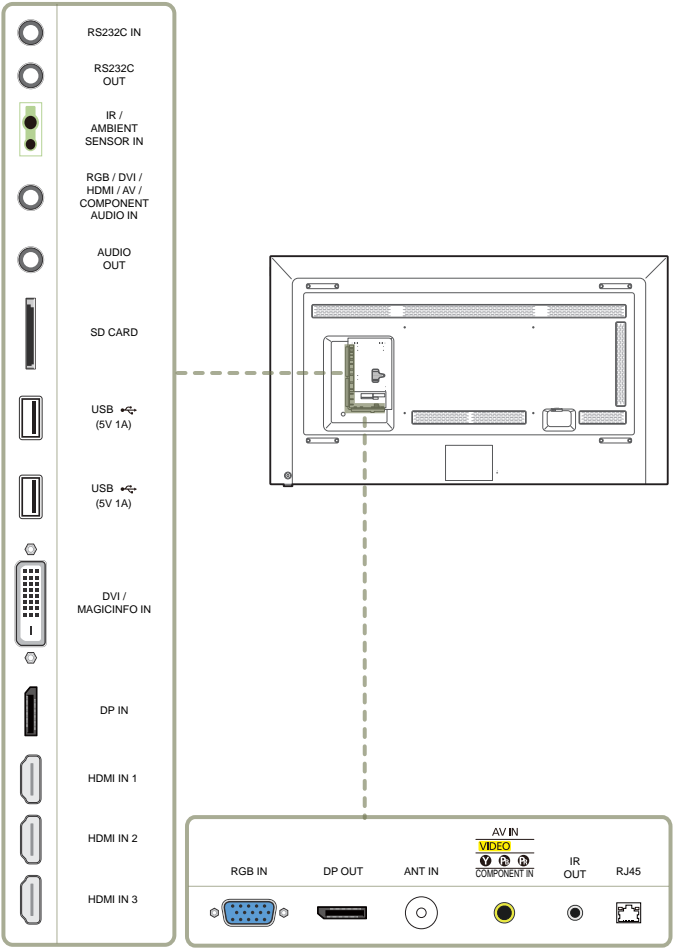 RS232C IN
RS232C
OUT
IR /
AMBIENT
SENSOR IN
RGB / DVI /
HDMI / AV /
COMPONENT
AUDIO IN
AUDIO
OUT
SD CARD
USB
(5V 1A)
USB
(5V 1A)
DVI /
MAGICINFO IN
DP IN
HDMI IN 1
HDMI IN 2
HDMI IN 3
RGB IN
DP OUT
ANT IN
AV IN
VIDEO
Y PB PR
COMPONENT IN
IR
OUT
RJ45